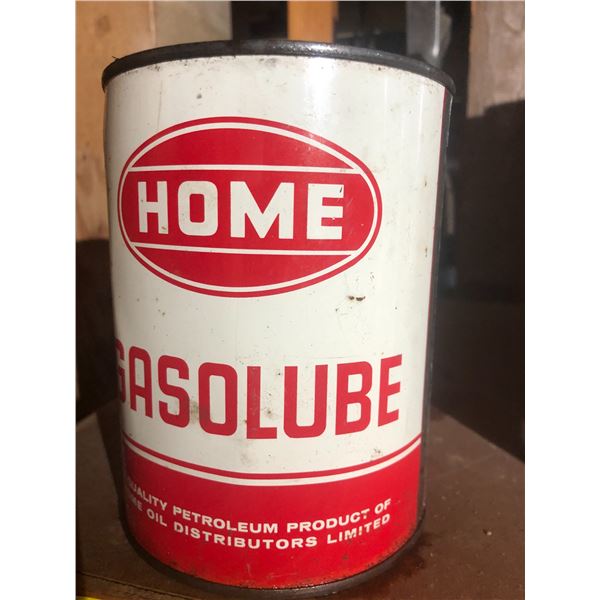 HOME
GASOLUBE
QUALITY PETROLEUM PRODUCT OF
OIL DISTRIBUTORS LIMITED